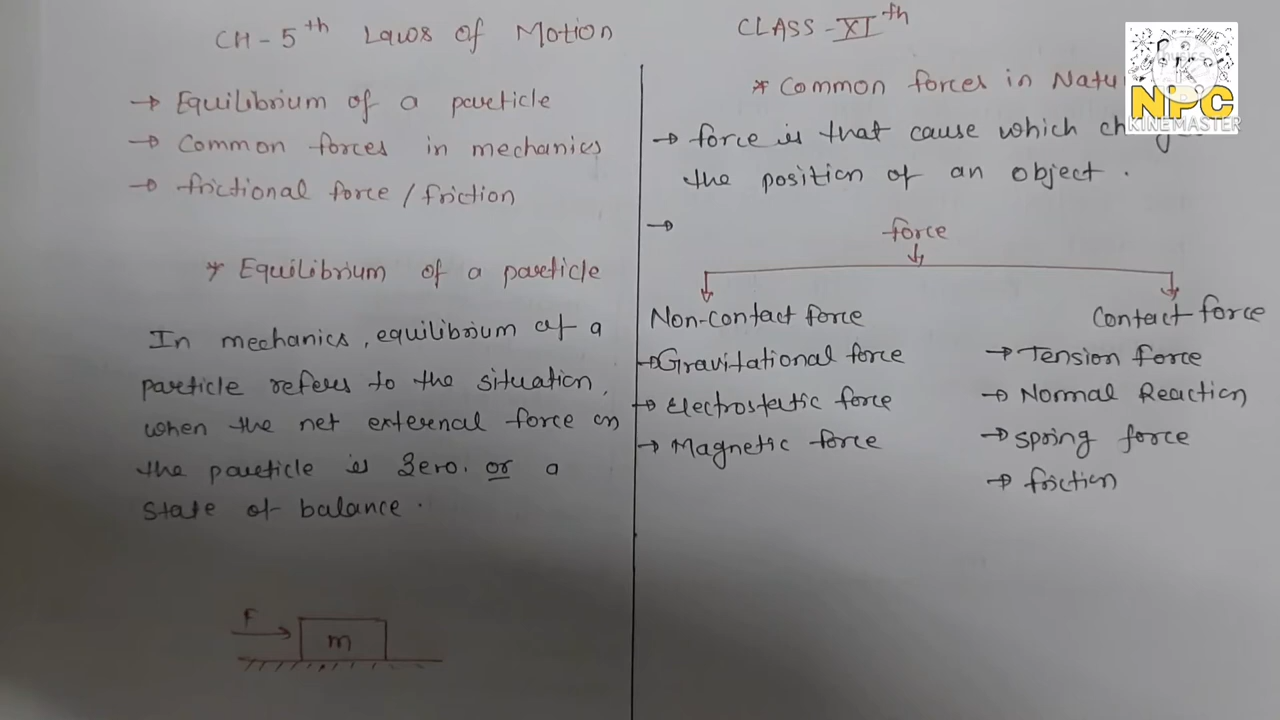 CH-5th Laws of Motion
→ Equilibrium of a particle
→ Common forces in mechanics
→ frictional force / friction
* Equilibrium of a particle
In mechanics, equilibrium of a
particle refers to the situation,
when the net external force on
the particle is Zero. or a
state of balance.
F
m
CLASS-XIth
* Common forces in Natu
→ force is that cause which ch
the position of an object.
→
force
Non-contact force
→ Gravitational force
→ Electrostatic force
→ Magnetic force
Contact force
→ Tension force
→ Normal Reaction
→ Spring force
→ friction
NPC
KINEMASTER